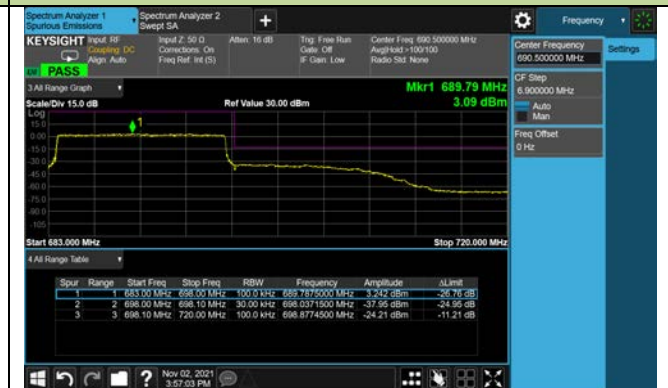 Spectrum Analyzer 1
Spurious Emissions
Spectrum Analyzer 2
Swept SA
+
Frequency
KEYSIGHT
Input: RF
Coupling: DC
Align: Auto
Input Z: 50 Ω
Corrections: On
Freq Ref: Int (S)
Atten: 16 dB
Trig: Free Run
Gate: Off
IF Gain: Low
Center Freq: 690.500000 MHz
Avg|Hold:>100/100
Radio Std: None
PASS
Center Frequency
690.500000 MHz
Settings
CF Step
6.900000 MHz
Auto
Man
Freq Offset
0 Hz
3 All Range Graph
Mkr1 689.79 MHz
3.09 dBm
Scale/Div 15.0 dB
Ref Value 30.00 dBm
Log
15.0
0.00
-15.0
-30.0
-45.0
-60.0
-75.0
-90.0
-105
1
Start 683.000 MHz
Stop 720.000 MHz
4 All Range Table
Spur Range Start Freq Stop Freq RBW Frequency Amplitude ΔLimit
1 1 683.00 MHz 698.00 MHz 100.0 kHz 689.7875000 MHz 3.242 dBm -26.76 dB
2 2 698.00 MHz 698.10 MHz 30.00 kHz 698.0371500 MHz -37.95 dBm -24.95 dB
3 3 698.10 MHz 720.00 MHz 100.0 kHz 698.8774500 MHz -24.21 dBm -11.21 dB
?
Nov 02, 2021
3:57:03 PM